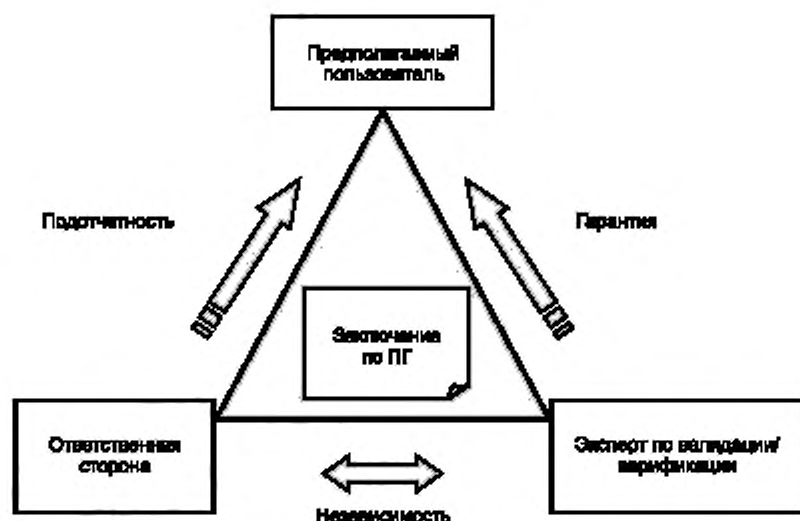 Предполагаемый
пользователь
Подотчетность
Гарантия
Заключение
по ПГ
Ответственная
сторона
Эксперт по валидации/
верификации
Независимость